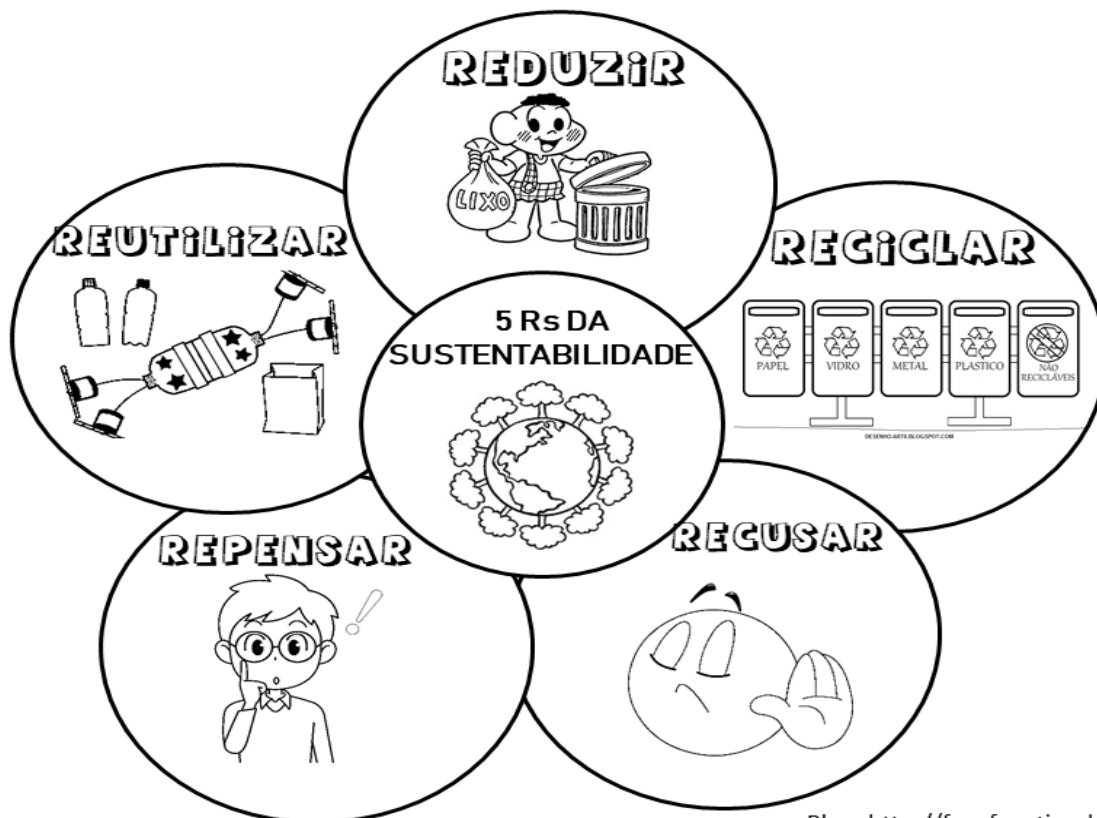 REDUZIR
LIXO
REUTILIZAR
RECICLAR
PAPEL
VIDRO
METAL
PLASTICO
NÃO
RECICLÁVEIS
DESENHO-ARTII.BLOGSPOT.COM
5 Rs DA
SUSTENTABILIDADE
REPENSAR
RECUSAR